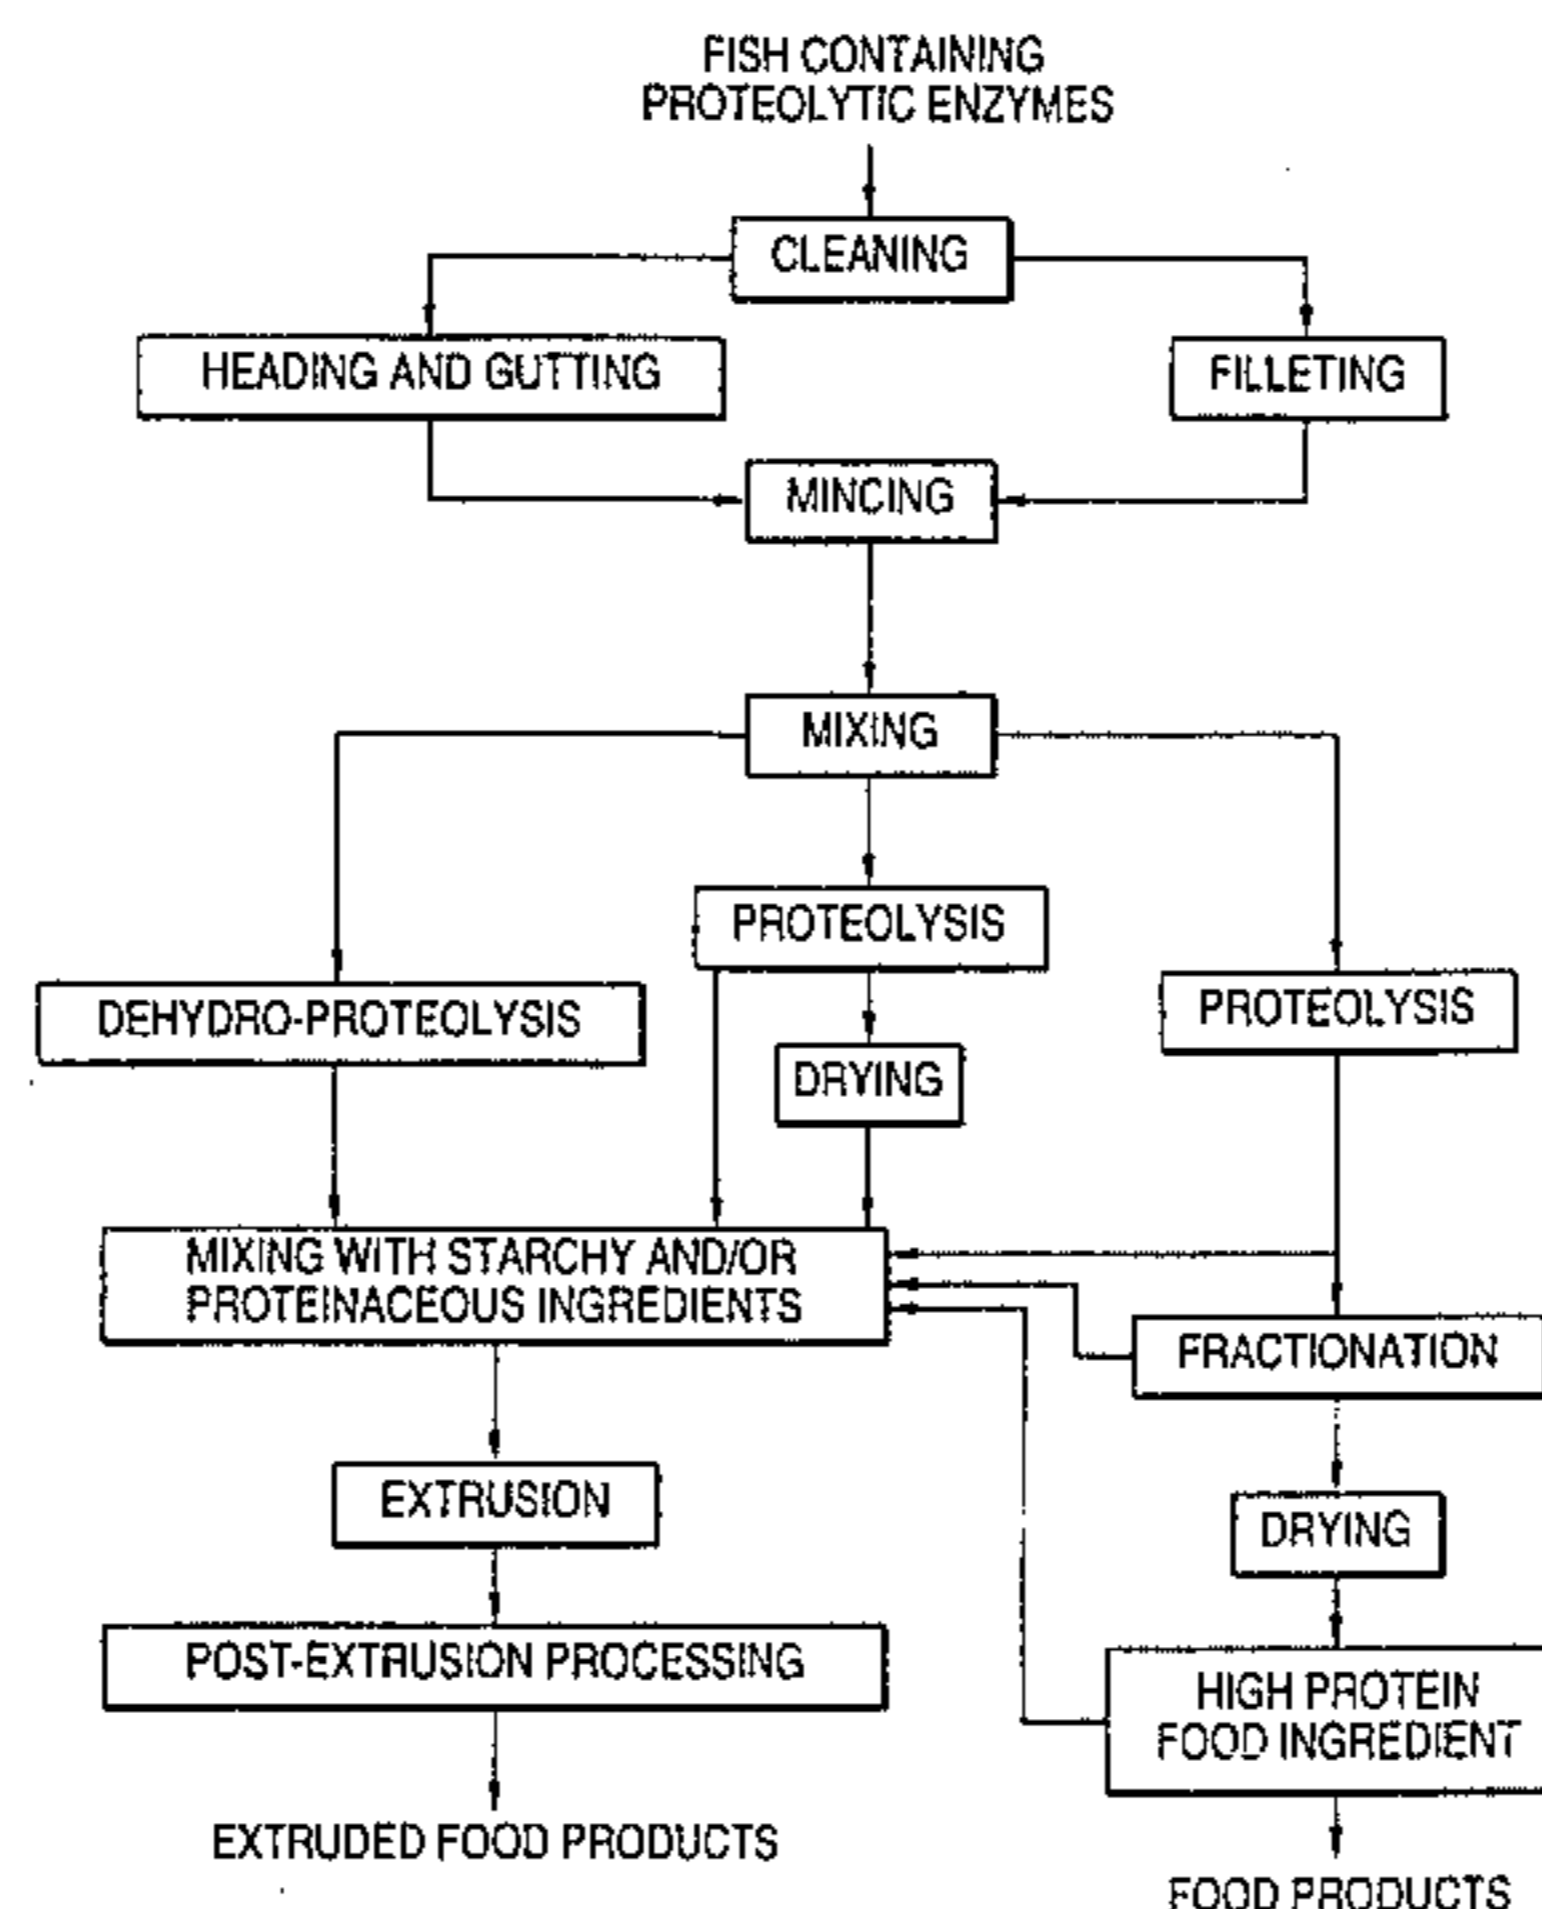 FISH CONTAINING
PROTEOLYTIC ENZYMES
CLEANING
HEADING AND GUTTING
FILLETING
MINCING
MIXING
PROTEOLYSIS
DEHYDRO-PROTEOLYSIS
PROTEOLYSIS
DRYING
MIXING WITH STARCHY AND/OR
PROTEINACEOUS INGREDIENTS
FRACTIONATION
EXTRUSION
DRYING
POST-EXTRUSION PROCESSING
HIGH PROTEIN
FOOD INGREDIENT
EXTRUDED FOOD PRODUCTS
FOOD PRODUCTS